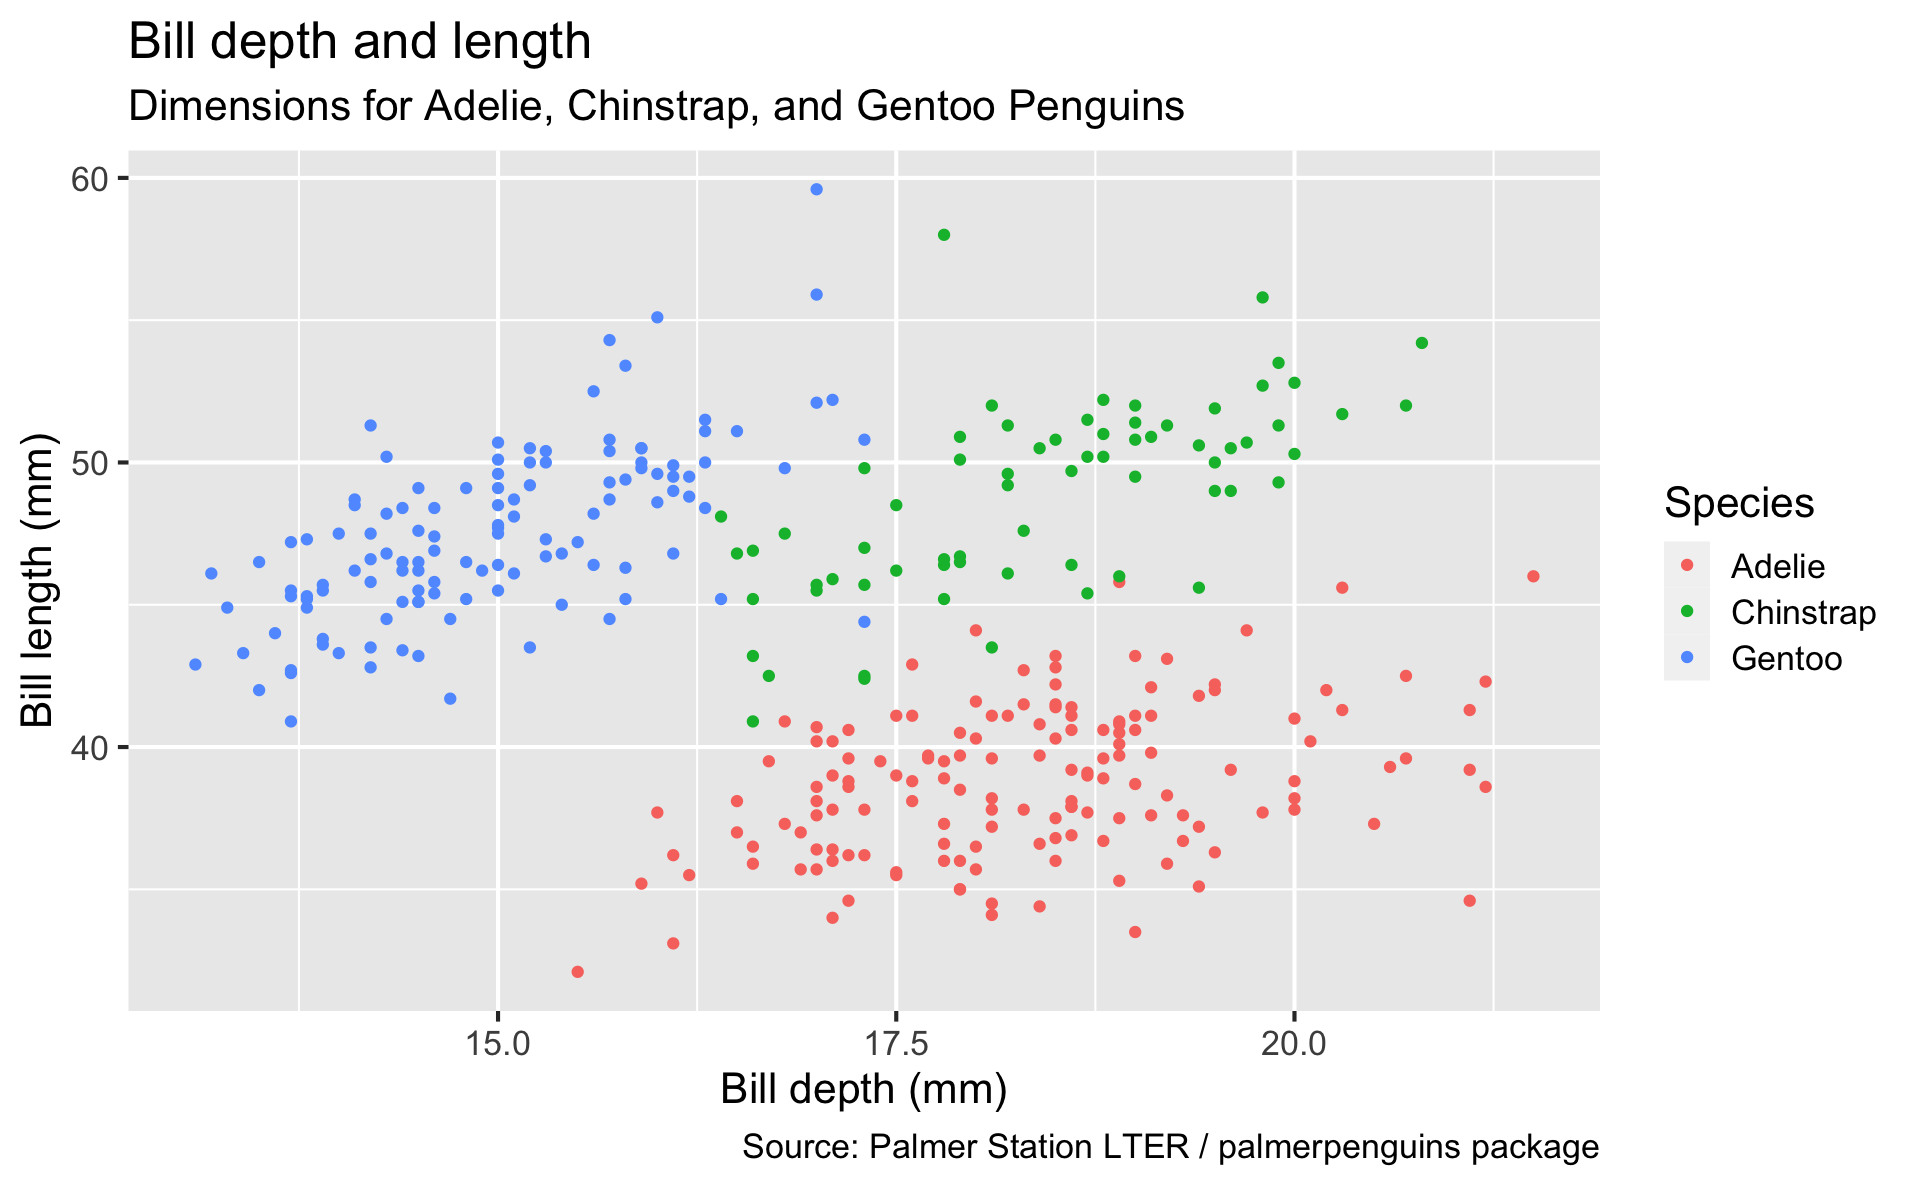 Bill depth and length
Dimensions for Adelie, Chinstrap, and Gentoo Penguins
60
50
40
Bill length (mm)
15.0 17.5 20.0
Bill depth (mm)
Species
Adelie
Chinstrap
Gentoo
Source: Palmer Station LTER / palmerpenguins package